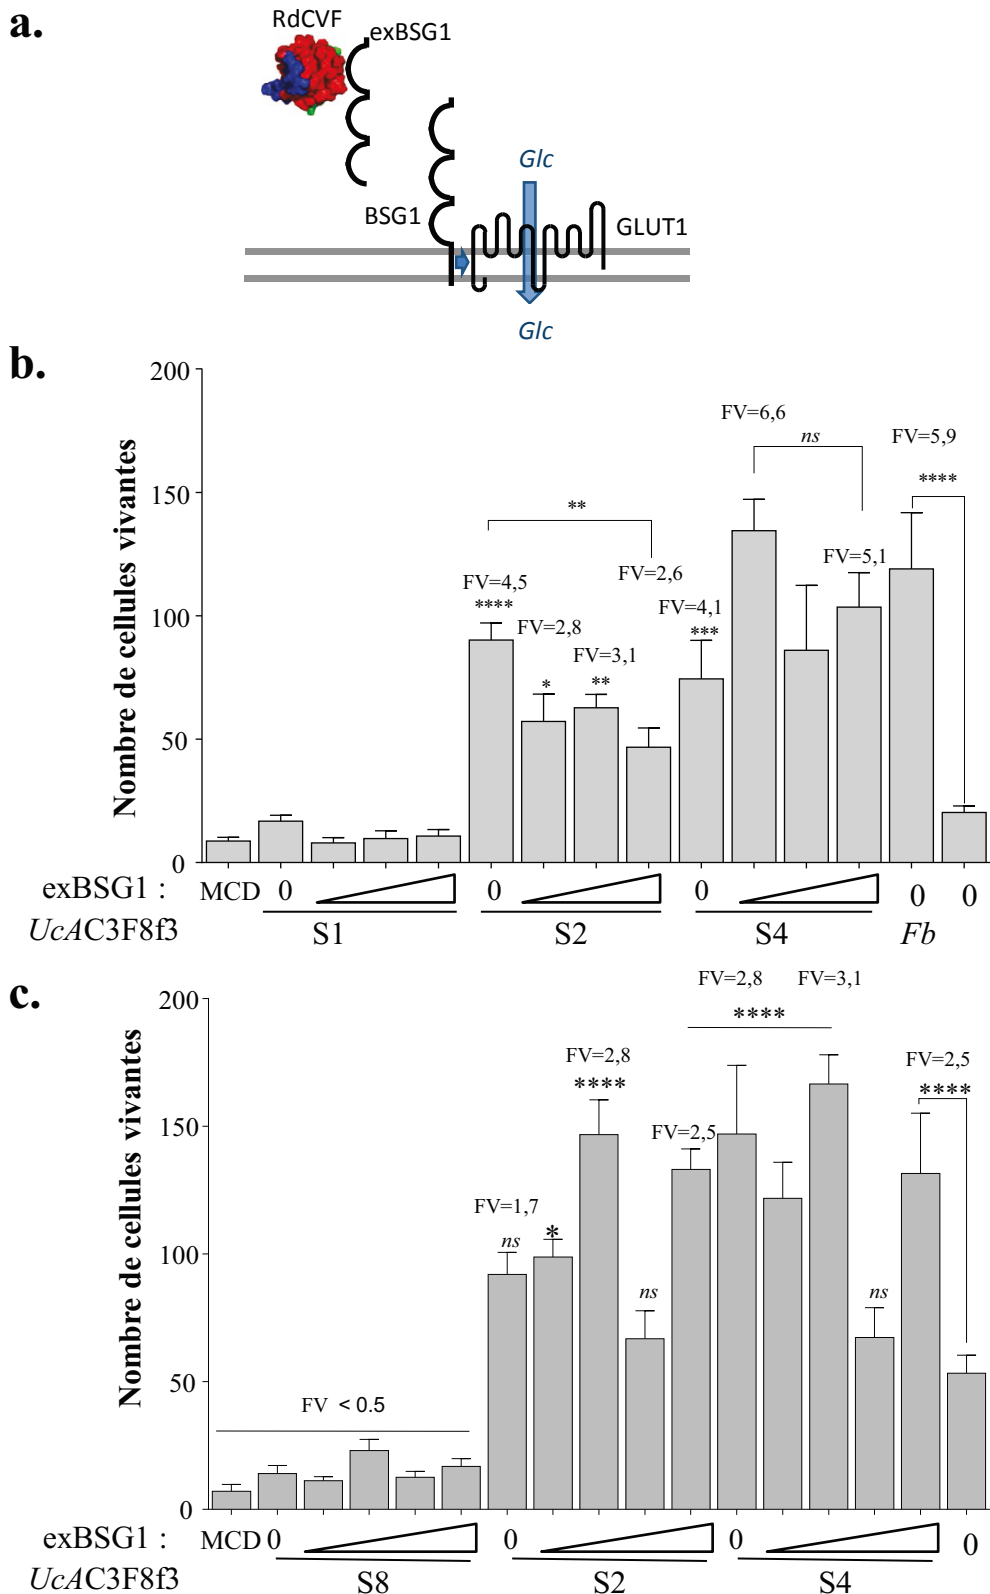 a.
RdCVF
exBSG1
Glc
BSG1
GLUT1
Glc
b.
Nombre de cellules vivantes
200
150
100
50
0
FV=6,6
ns
FV=5,9
****
**
FV=4,5
****
FV=2,8
*
FV=3,1
**
FV=2,6
FV=4,1
***
FV=5,1
exBSG1 : MCD 0 0 0 0 0
UcAC3F8f3 S1 S2 S4 Fb
c.
Nombre de cellules vivantes
200
150
100
50
0
FV=2,8 FV=3,1
****
FV=2,8
****
FV=2,5
****
FV=2,5
FV=1,7
ns
*
ns
ns
FV < 0.5
exBSG1 : MCD 0 0 0 0
UcAC3F8f3 S8 S2 S4